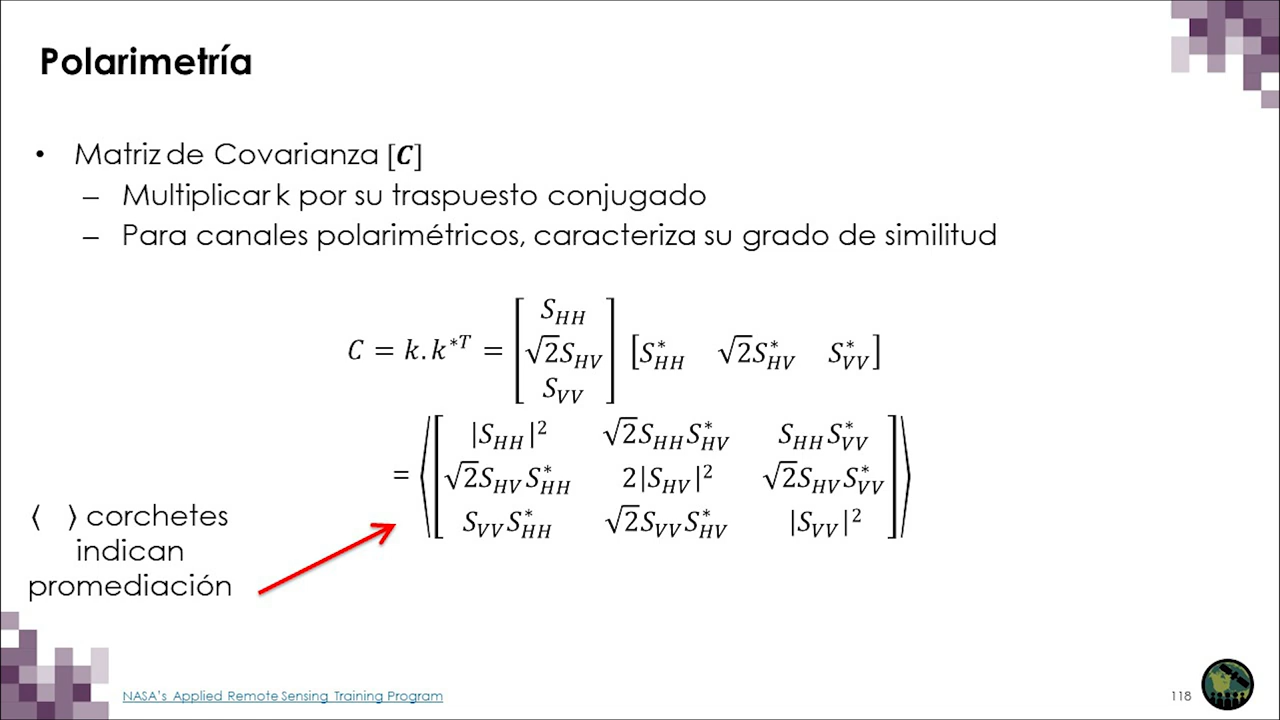 Polarimetría
• Matriz de Covarianza [C]
– Multiplicar k por su traspuesto conjugado
– Para canales polarimétricos, caracteriza su grado de similitud
C = k.k*ᵀ = [S_HH; √2S_HV; S_VV] [S*_HH √2S*_HV S*_VV]
= ⟨[|S_HH|² √2S_HH S*_HV S_HH S*_VV
√2S_HV S*_HH 2|S_HV|² √2S_HV S*_VV
S_VV S*_HH √2S_VV S*_HV |S_VV|²]⟩
⟨ ⟩ corchetes
indican
promediación
NASA's Applied Remote Sensing Training Program
118